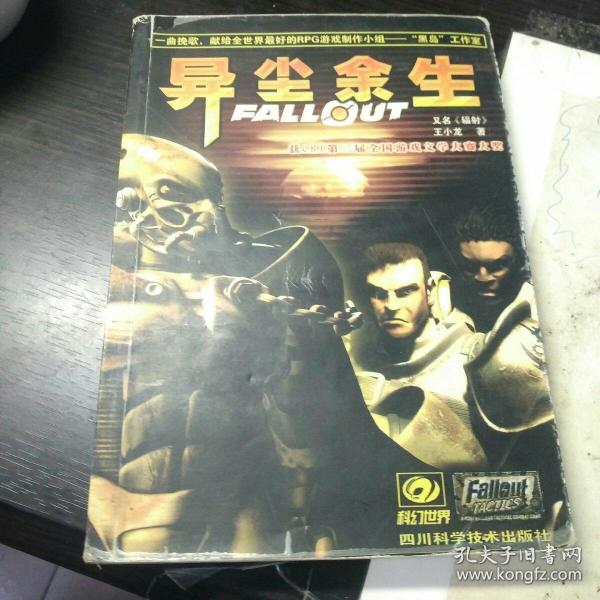 一曲挽歌，献给全世界最好的RPG游戏制作小组——“黑岛”工作室
异尘余生
FALLOUT
又名《辐射》
王小龙 著
获 第 届全国游戏文学大赛大奖
科幻世界
Fallout
TACTICS
四川科学技术出版社
孔夫子旧书网
www.kongfz.com